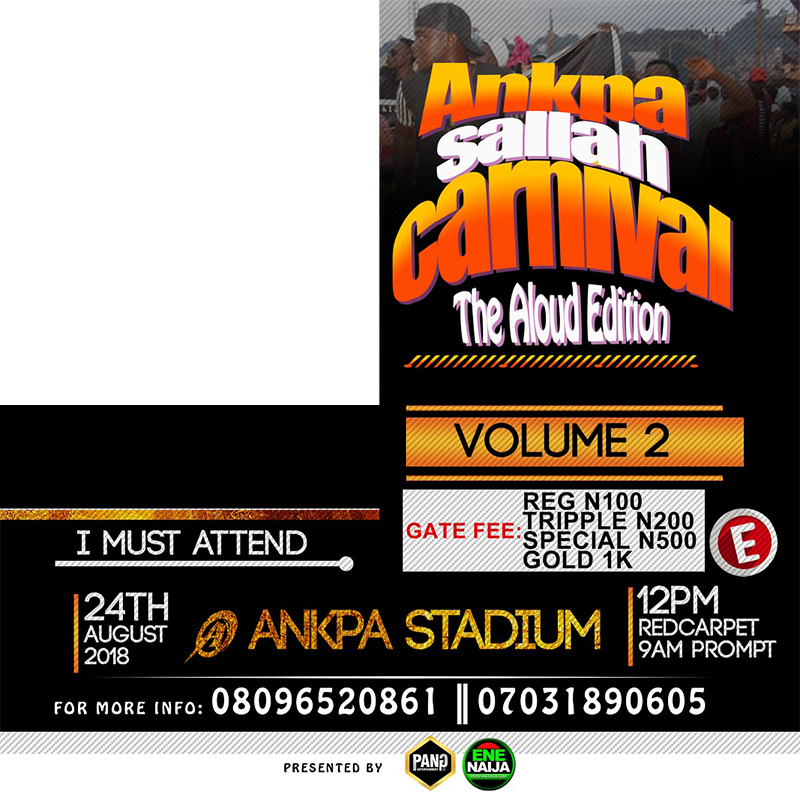 Ankpa
sallah
Carnival
The Aloud Edition
VOLUME 2
GATE FEE:
REG N100
TRIPPLE N200
SPECIAL N500
GOLD 1K
E
I MUST ATTEND
24TH
AUGUST
2018
@ ANKPA STADIUM
12PM
REDCARPET
9AM PROMPT
FOR MORE INFO: 08096520861 || 07031890605
PRESENTED BY
PANG
ENTERTAINMENT
ENE
NAIJA